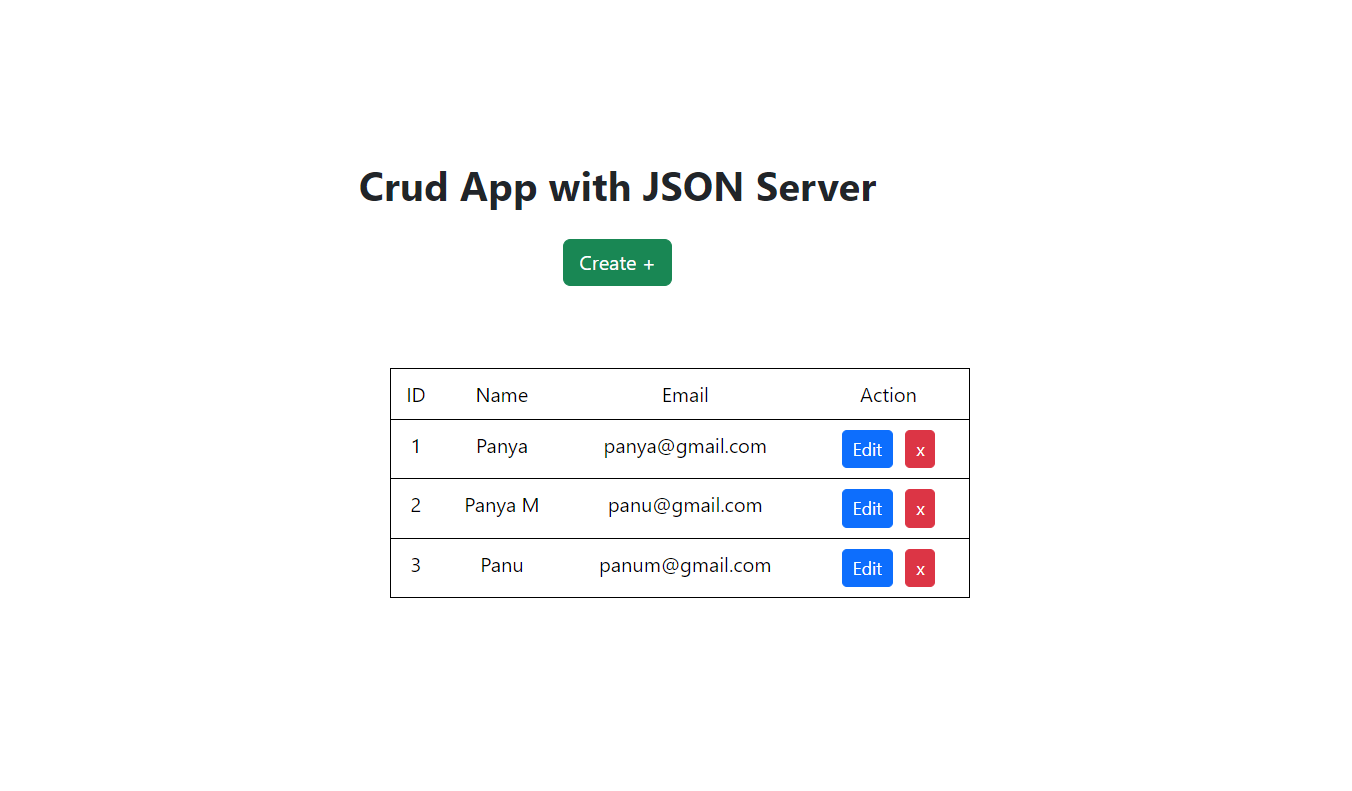 Crud App with JSON Server
Create +
ID Name Email Action
1 Panya panya@gmail.com Edit x
2 Panya M panu@gmail.com Edit x
3 Panu panum@gmail.com Edit x